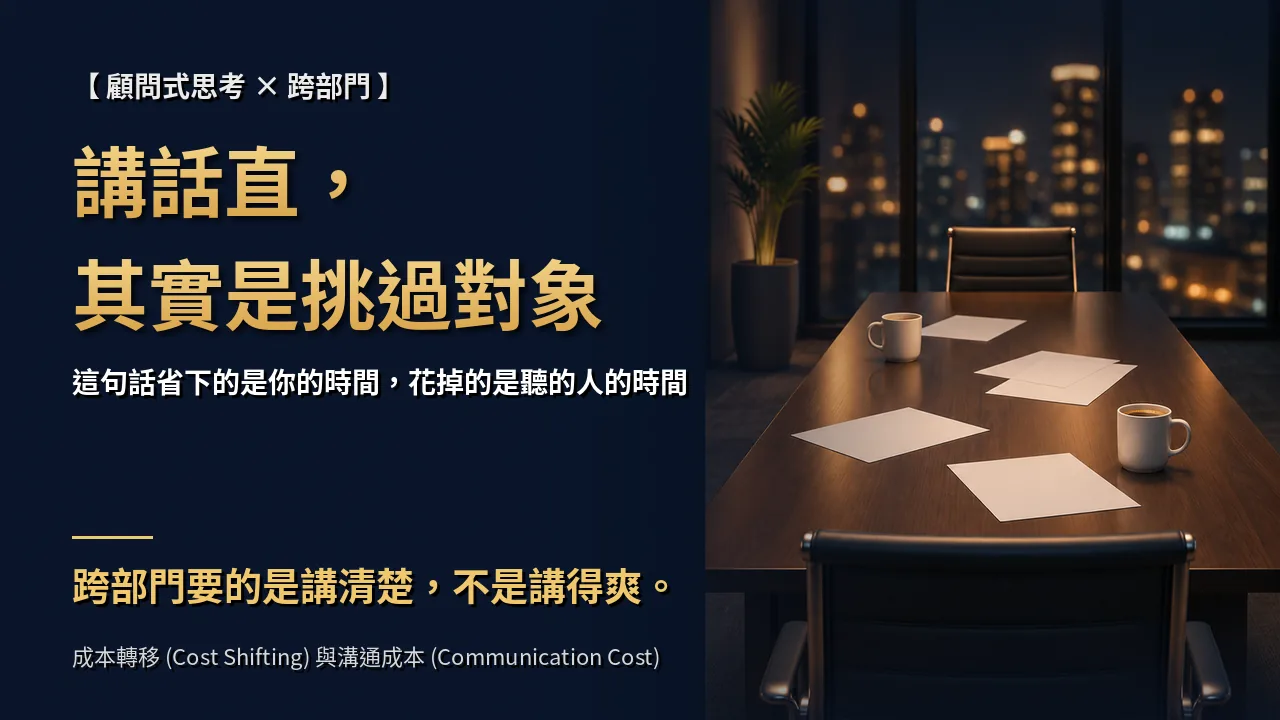 【 顧問式思考 × 跨部門 】
講話直，
其實是挑過對象
這句話省下的是你的時間，花掉的是聽的人的時間
跨部門要的是講清楚，不是講得爽。
成本轉移 (Cost Shifting) 與溝通成本 (Communication Cost)